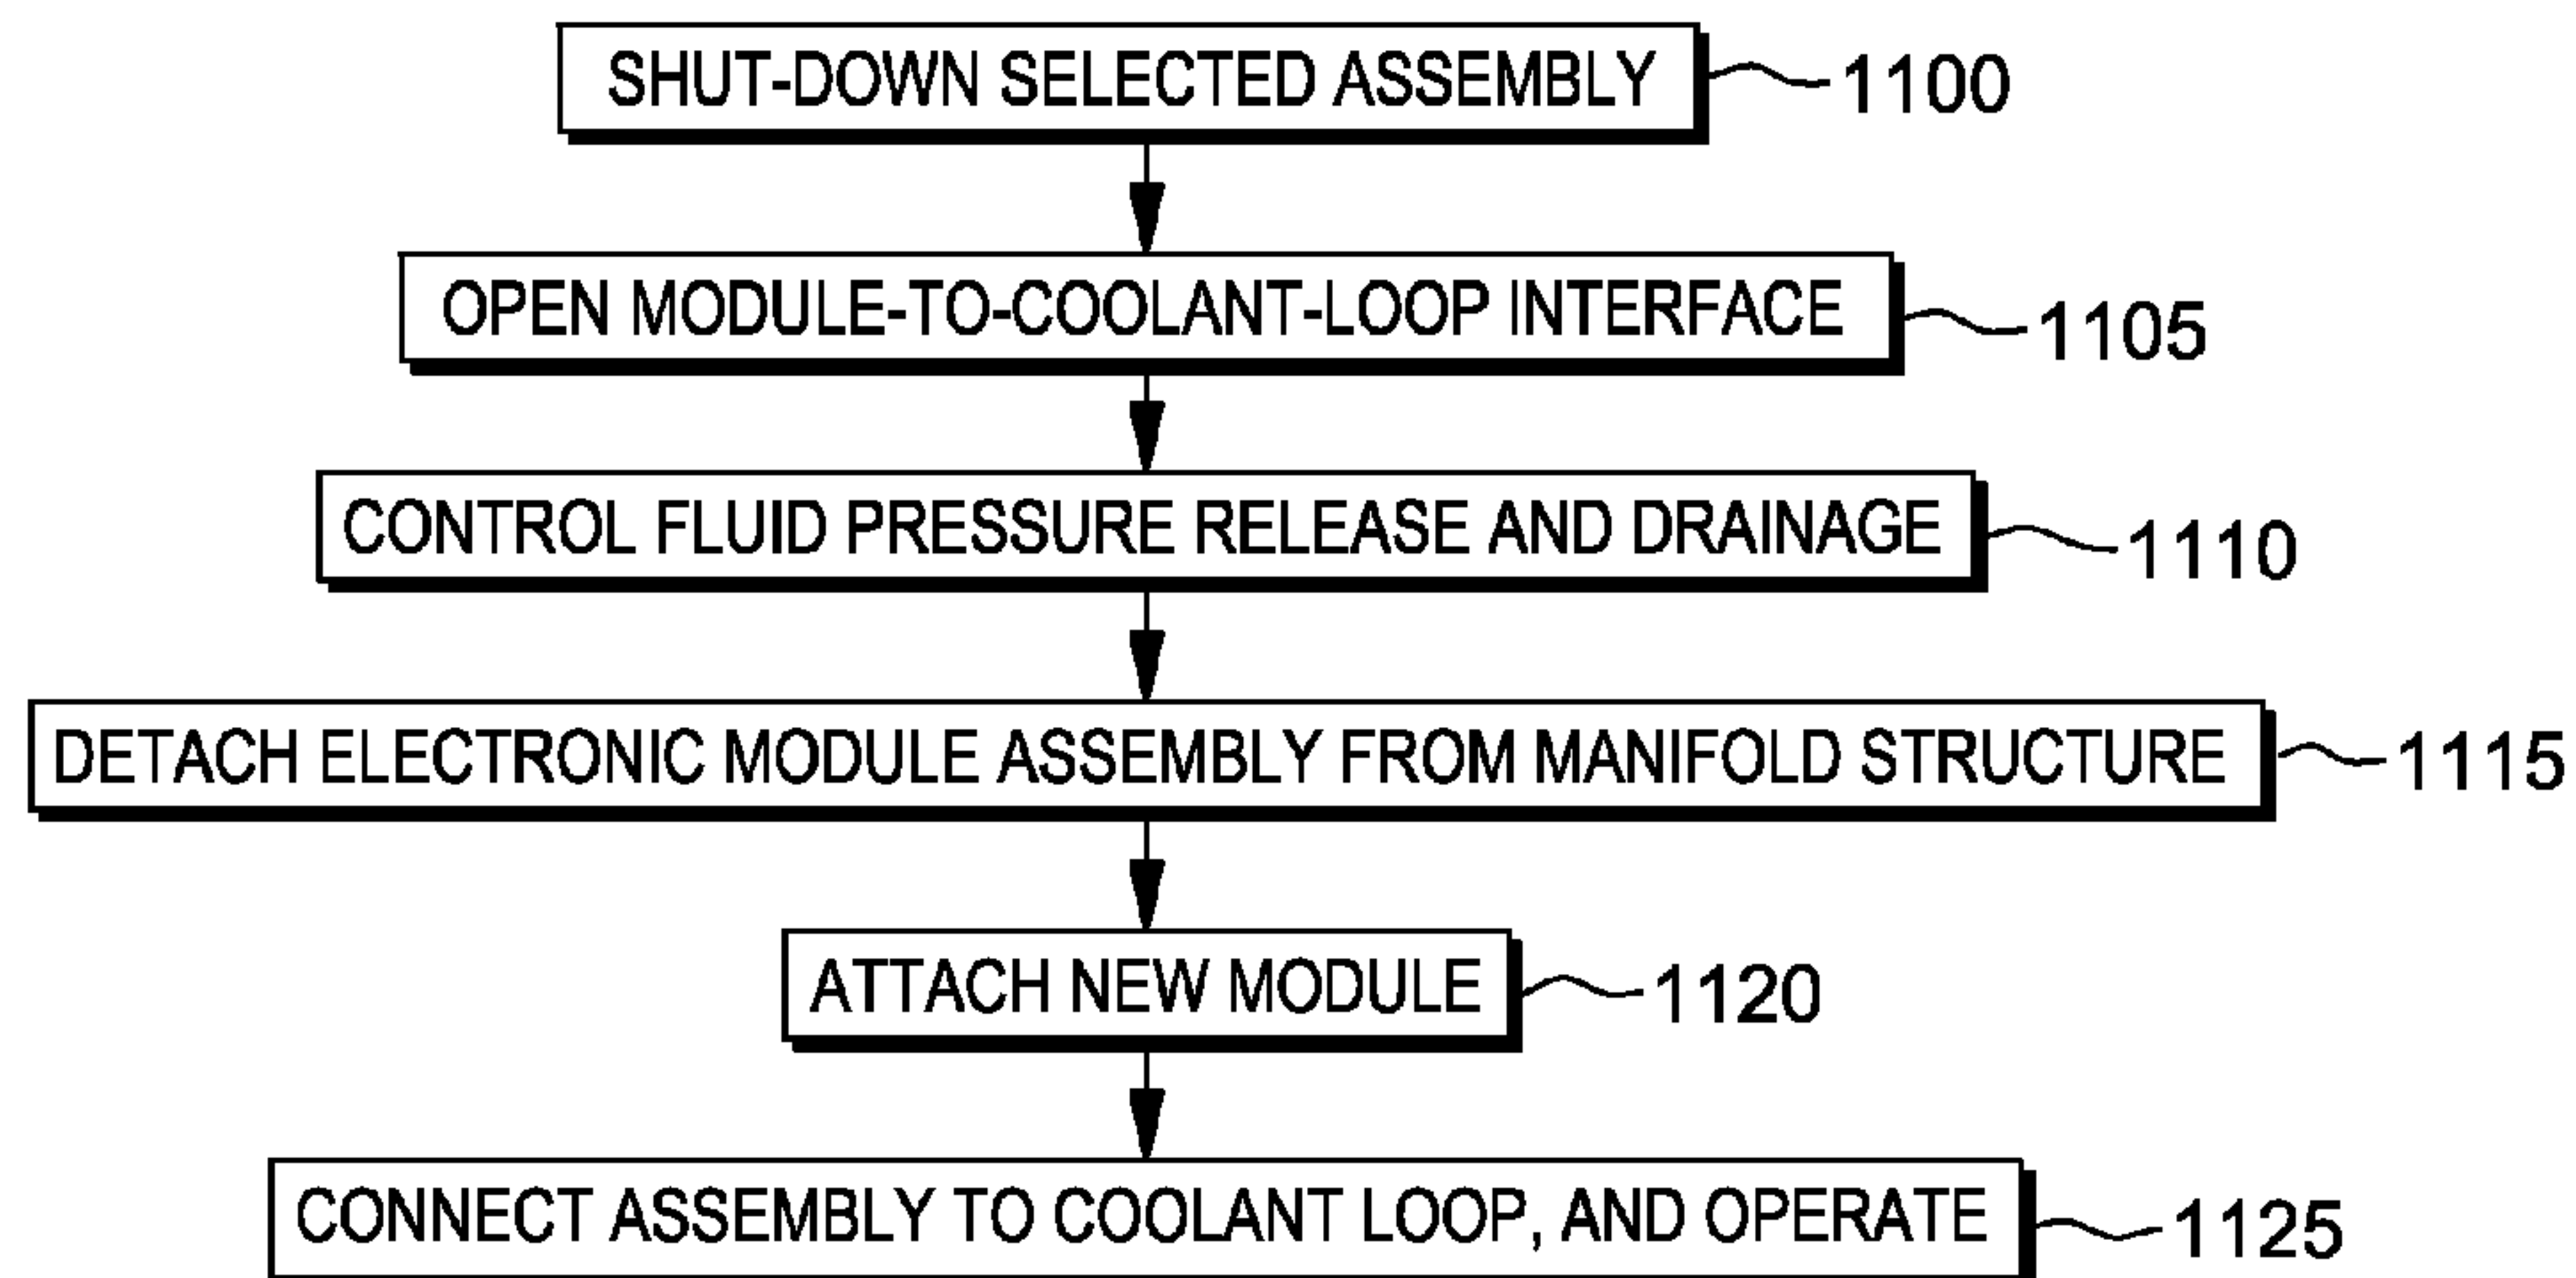 SHUT-DOWN SELECTED ASSEMBLY 1100
OPEN MODULE-TO-COOLANT-LOOP INTERFACE 1105
CONTROL FLUID PRESSURE RELEASE AND DRAINAGE 1110
DETACH ELECTRONIC MODULE ASSEMBLY FROM MANIFOLD STRUCTURE 1115
ATTACH NEW MODULE 1120
CONNECT ASSEMBLY TO COOLANT LOOP, AND OPERATE 1125